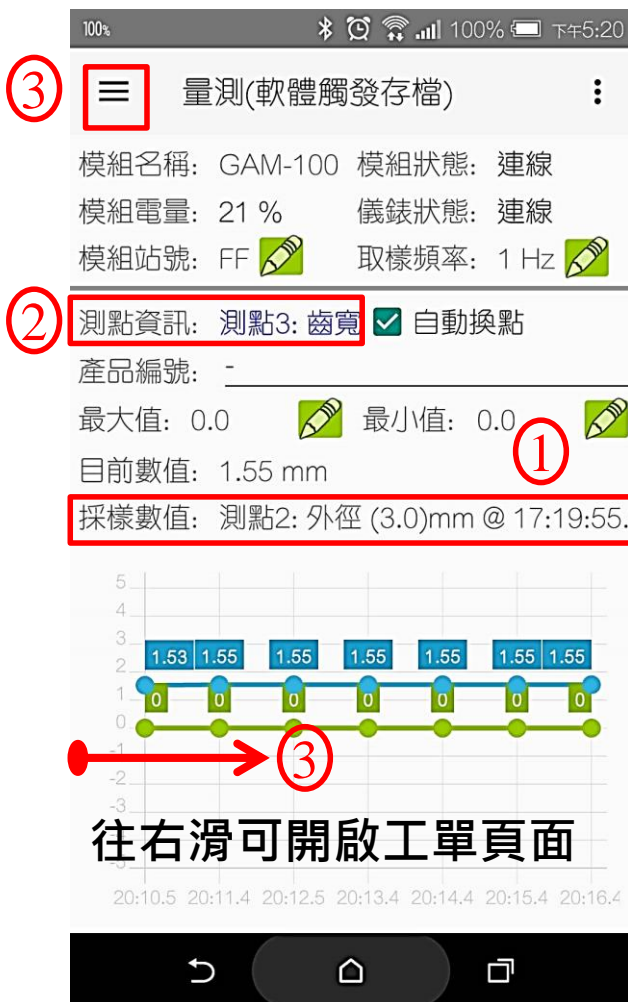 100% 100% 下午5:20
③ 量測(軟體觸發存檔)
模組名稱: GAM-100 模組狀態: 連線
模組電量: 21 % 儀錶狀態: 連線
模組站號: FF 取樣頻率: 1 Hz
② 測點資訊: 測點3: 齒寬 自動換點
產品編號: -
最大值: 0.0 最小值: 0.0
①
目前數值: 1.55 mm
採樣數值: 測點2: 外徑 (3.0)mm @ 17:19:55.
5
4
3
2
1.53 1.55 1.55 1.55 1.55 1.55 1.55
1
0 0 0 0 0 0 0
0
-1
③
-2
-3
往右滑可開啟工單頁面
20:10.5 20:11.4 20:12.5 20:13.4 20:14.4 20:15.4 20:16.4